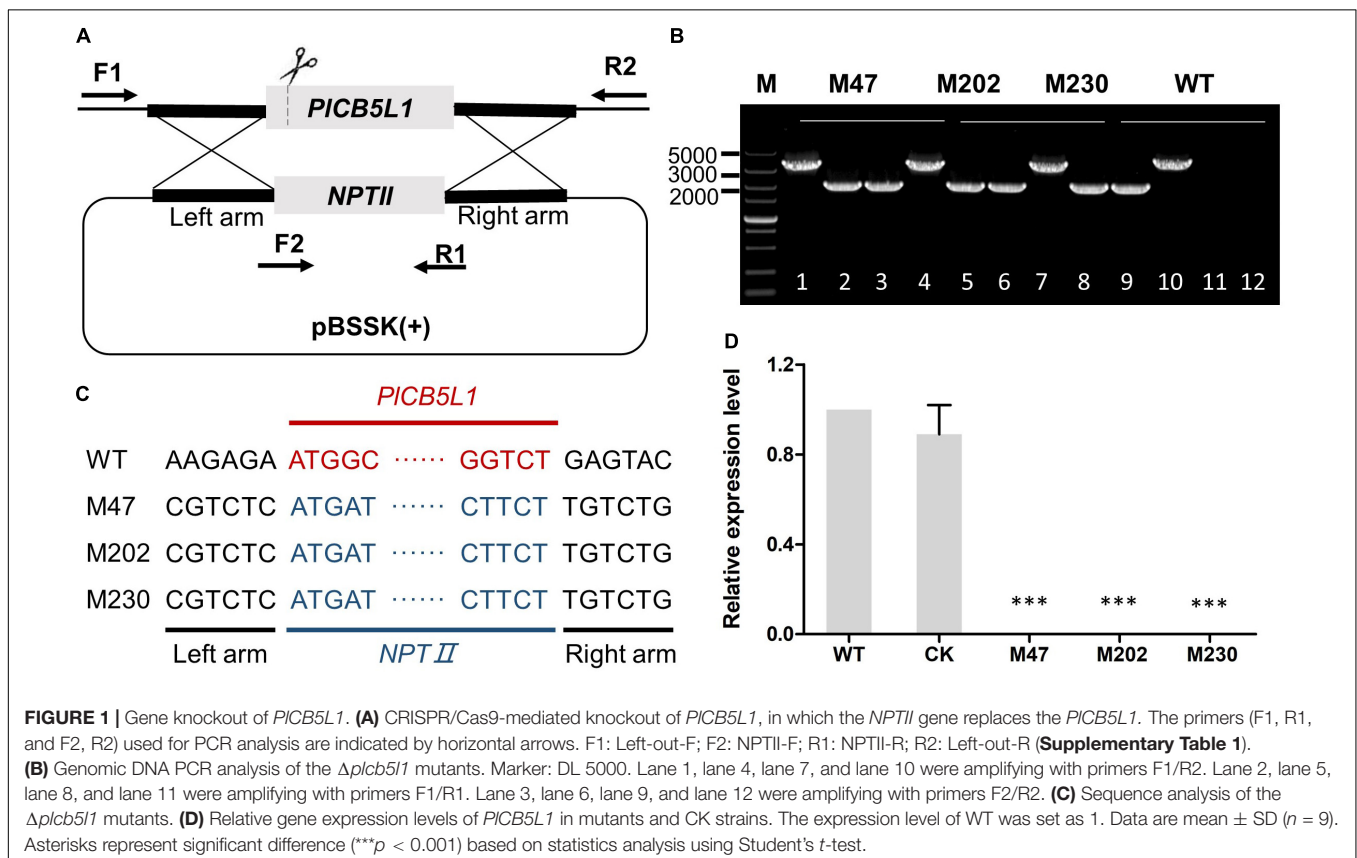 A
F1
R2
PlCB5L1
NPTII
Left arm
Right arm
F2
R1
pBSSK(+)
B
M M47 M202 M230 WT
5000
3000
2000
1 2 3 4 5 6 7 8 9 10 11 12
C
PlCB5L1
WT AAGAGA ATGGC ······ GGTCT GAGTAC
M47 CGTCTC ATGAT ······ CTTCT TGTCTG
M202 CGTCTC ATGAT ······ CTTCT TGTCTG
M230 CGTCTC ATGAT ······ CTTCT TGTCTG
Left arm NPTⅡ Right arm
D
Relative expression level
1.2
0.8
0.4
0.0
*** *** ***
WT CK M47 M202 M230
FIGURE 1 | Gene knockout of PlCB5L1. (A) CRISPR/Cas9-mediated knockout of PlCB5L1, in which the NPTII gene replaces the PlCB5L1. The primers (F1, R1,
and F2, R2) used for PCR analysis are indicated by horizontal arrows. F1: Left-out-F; F2: NPTII-F; R1: NPTII-R; R2: Left-out-R (Supplementary Table 1).
(B) Genomic DNA PCR analysis of the Δplcb5l1 mutants. Marker: DL 5000. Lane 1, lane 4, lane 7, and lane 10 were amplifying with primers F1/R2. Lane 2, lane 5,
lane 8, and lane 11 were amplifying with primers F1/R1. Lane 3, lane 6, lane 9, and lane 12 were amplifying with primers F2/R2. (C) Sequence analysis of the
Δplcb5l1 mutants. (D) Relative gene expression levels of PlCB5L1 in mutants and CK strains. The expression level of WT was set as 1. Data are mean ± SD (n = 9).
Asterisks represent significant difference (***p < 0.001) based on statistics analysis using Student's t-test.